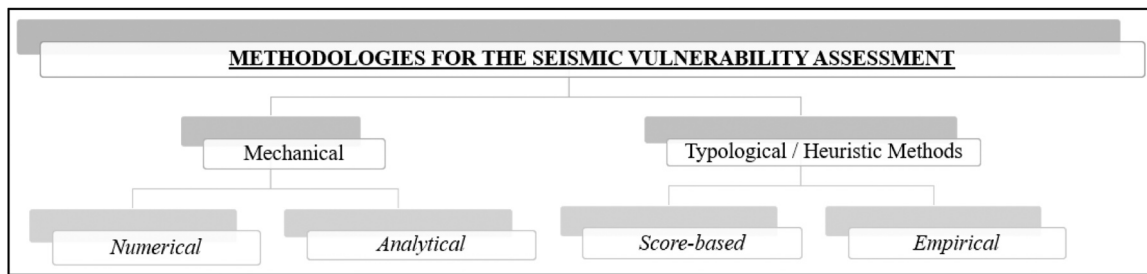 METHODOLOGIES FOR THE SEISMIC VULNERABILITY ASSESSMENT
Mechanical
Typological / Heuristic Methods
Numerical
Analytical
Score-based
Empirical